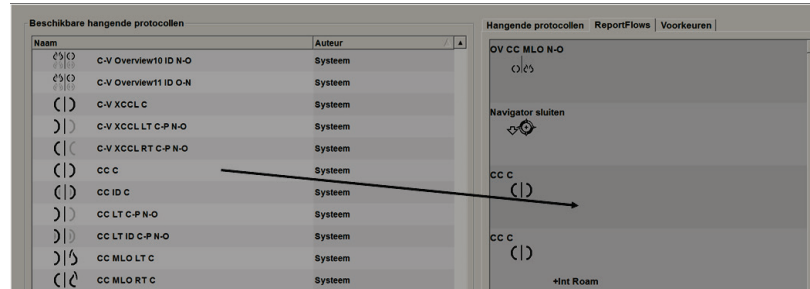 Beschikbare hangende protocollen
Naam Auteur
C-V Overview10 ID N-O Systeem
C-V Overview11 ID O-N Systeem
C-V XCCL C Systeem
C-V XCCL LT C-P N-O Systeem
C-V XCCL RT C-P N-O Systeem
CC C Systeem
CC ID C Systeem
CC LT C-P N-O Systeem
CC LT ID C-P N-O Systeem
CC MLO LT C Systeem
CC MLO RT C Systeem
Hangende protocollen ReportFlows Voorkeuren
OV CC MLO N-O
Navigator sluiten
CC C
CC C
+Int Roam